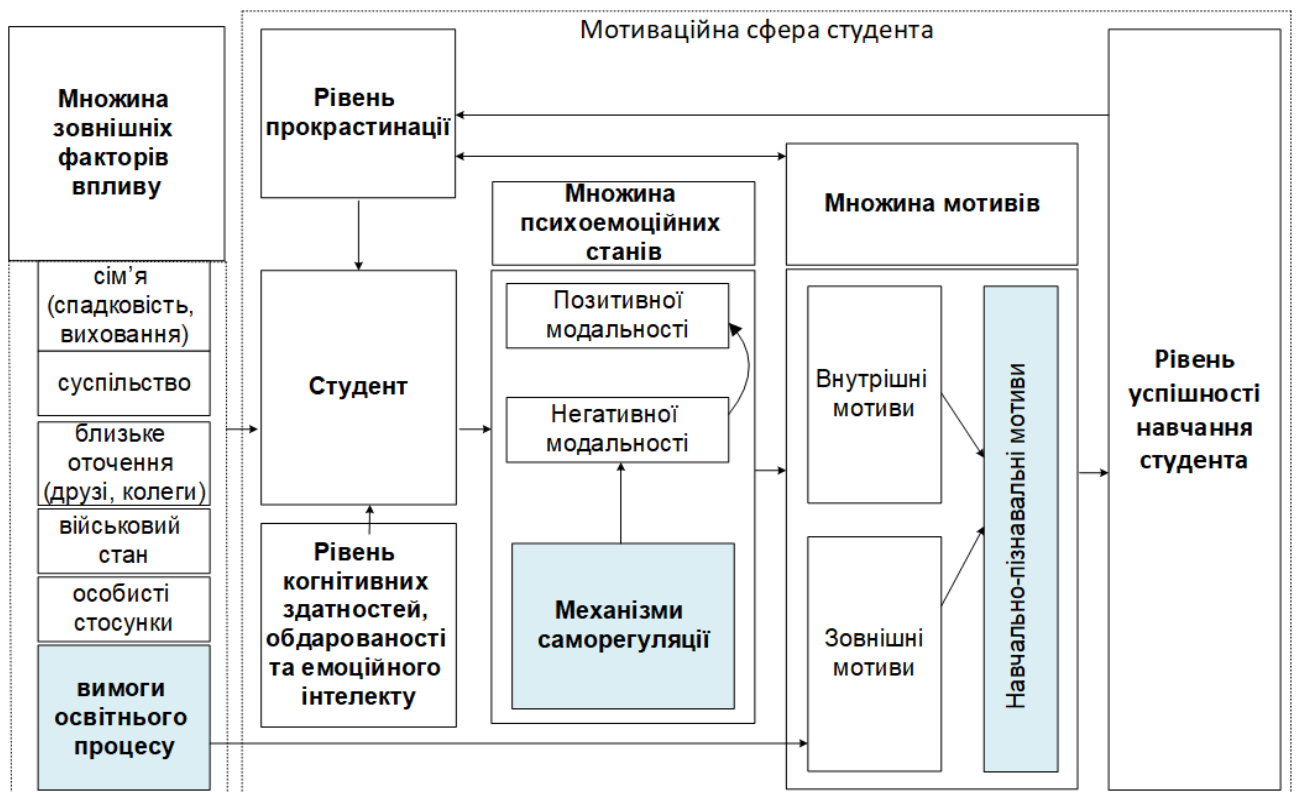 Мотиваційна сфера студента
Множина
зовнішніх
факторів
впливу
сім’я
(спадковість,
виховання)
суспільство
близьке
оточення
(друзі, колеги)
військовий
стан
особисті
стосунки
вимоги
освітнього
процесу
Рівень
прокрастинації
Студент
Рівень
когнітивних
здатностей,
обдарованості
та емоційного
інтелекту
Множина
психоемоційних
станів
Позитивної
модальності
Негативної
модальності
Механізми
саморегуляції
Множина мотивів
Внутрішні
мотиви
Зовнішні
мотиви
Навчально-пізнавальні мотиви
Рівень
успішності
навчання
студента